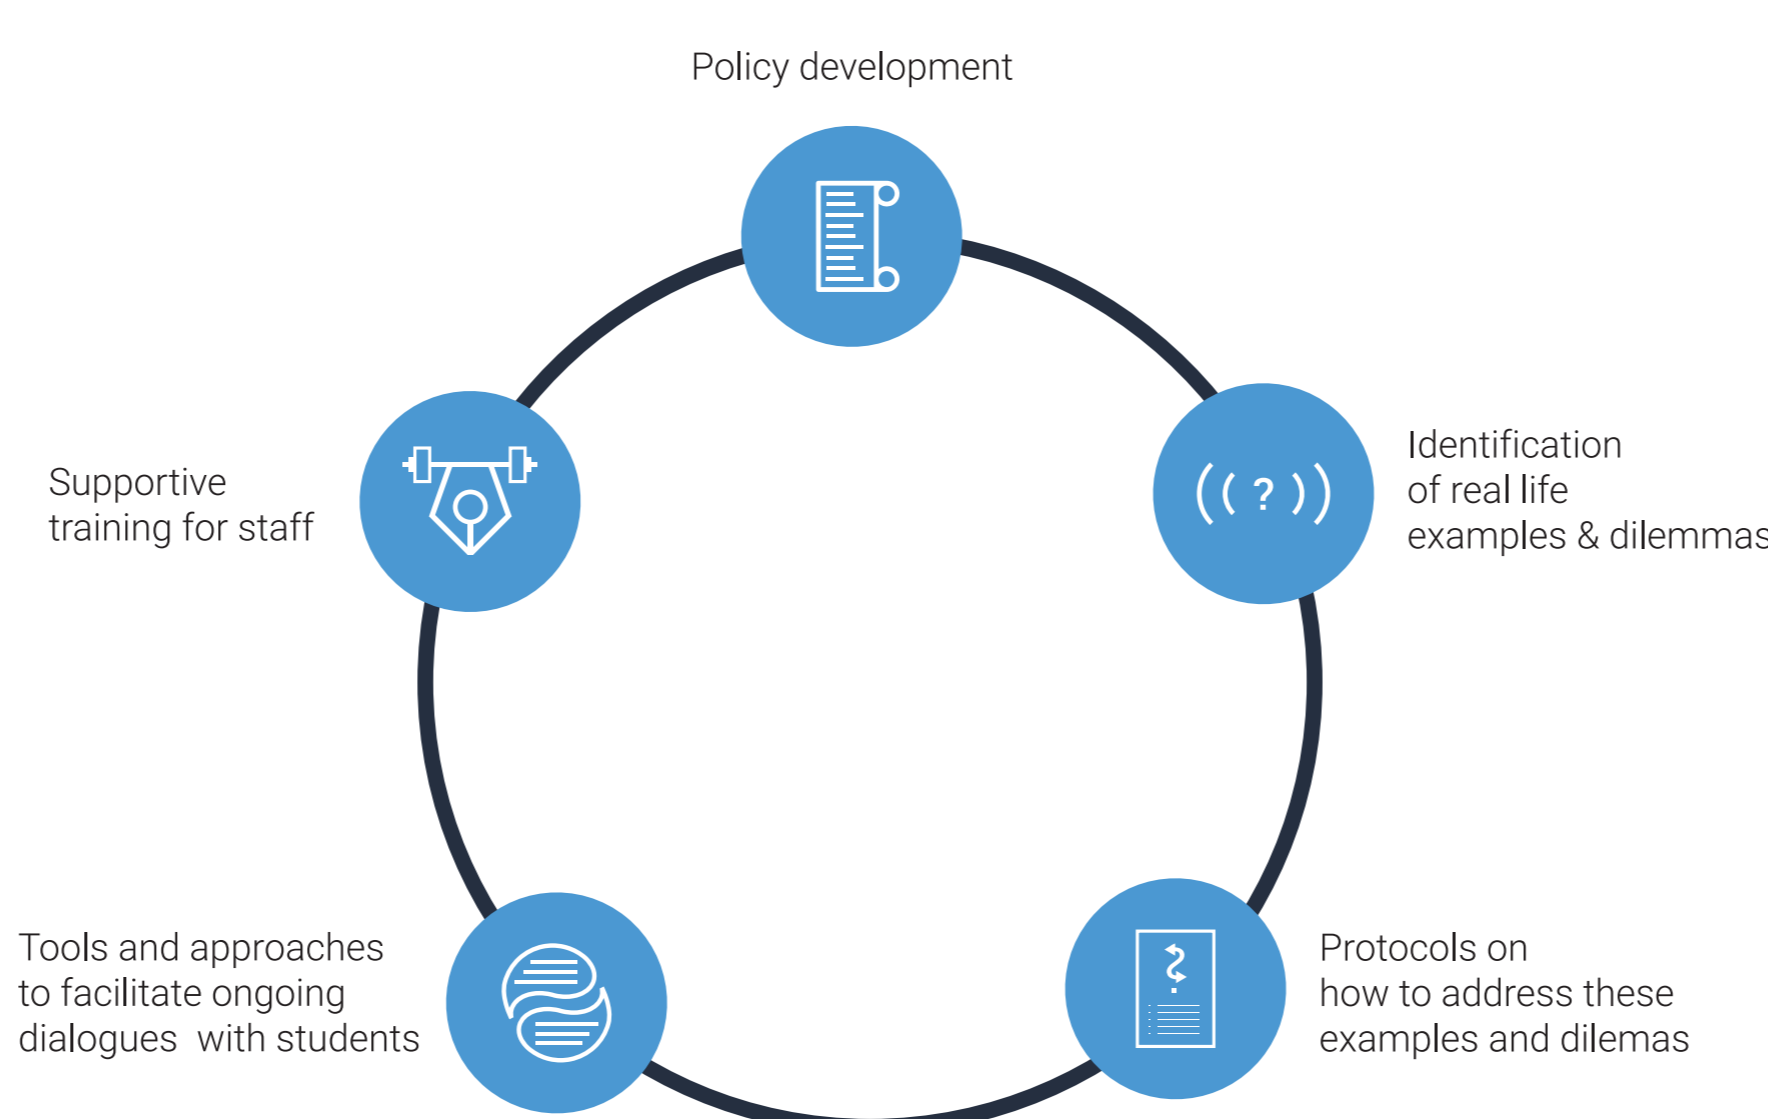 Policy development
Identification
of real life
examples & dilemmas
Supportive
training for staff
( ( ? ) )
Tools and approaches
to facilitate ongoing
dialogues  with students
Protocols on
how to address these
examples and dilemas
?